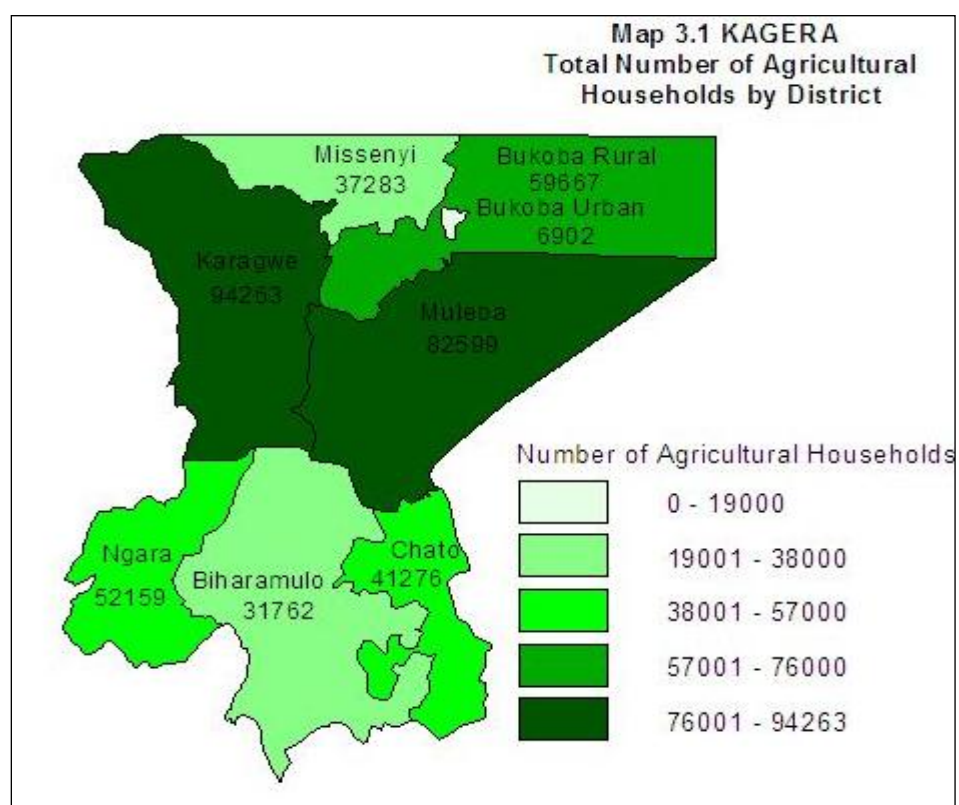 Map 3.1 KAGERA
Total Number of Agricultural
Households by District
Missenyi
37283
Bukoba Rural
59667
Bukoba Urban
6902
Karagwe
94263
Muleba
82599
Ngara
52159
Biharamulo
31762
Chato
41276
Number of Agricultural Households
0 - 19000
19001 - 38000
38001 - 57000
57001 - 76000
76001 - 94263